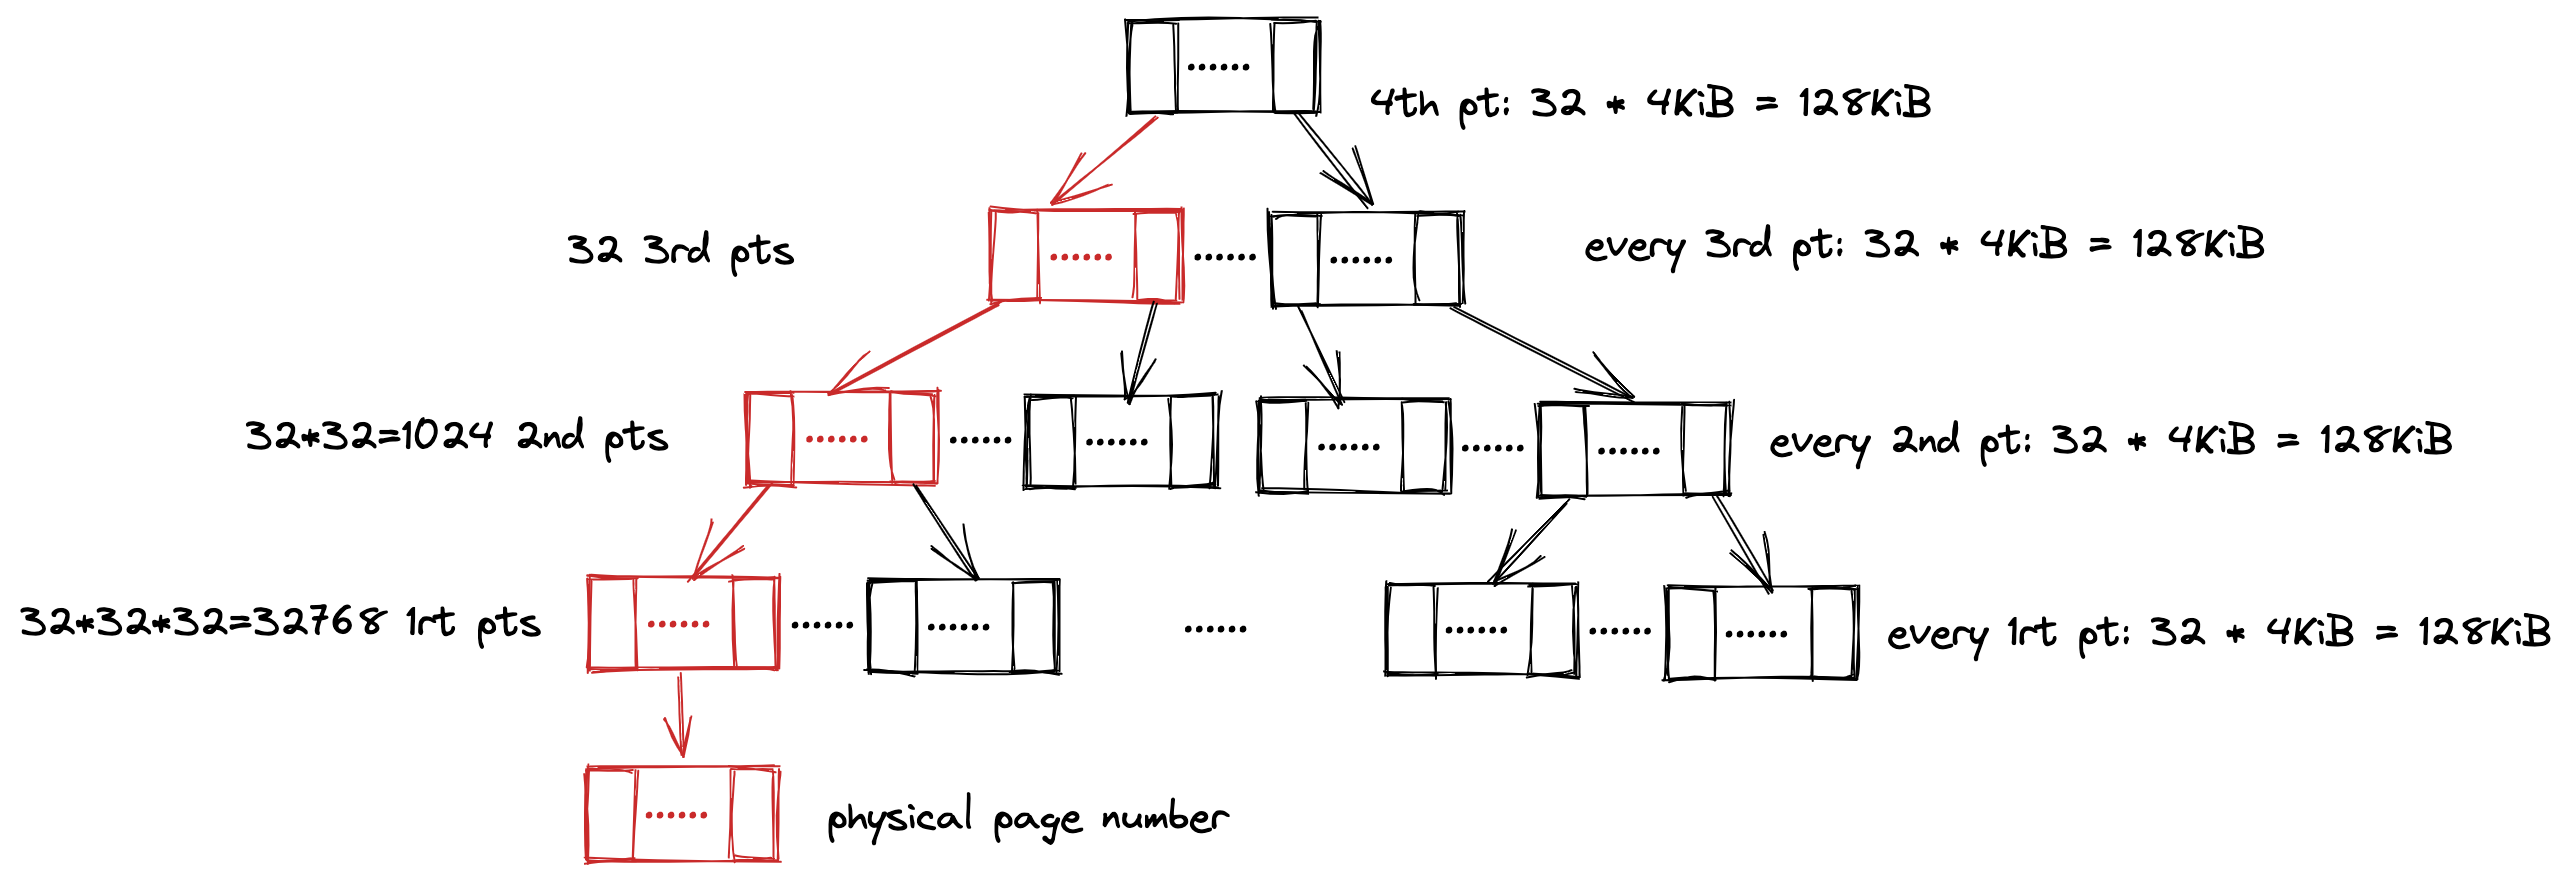 4th pt: 32 * 4KiB = 128KiB
32 3rd pts
every 3rd pt: 32 * 4KiB = 128KiB
32*32=1024 2nd pts
every 2nd pt: 32 * 4KiB = 128KiB
32*32*32=32768 1rt pts
every 1rt pt: 32 * 4KiB = 128KiB
physical page number